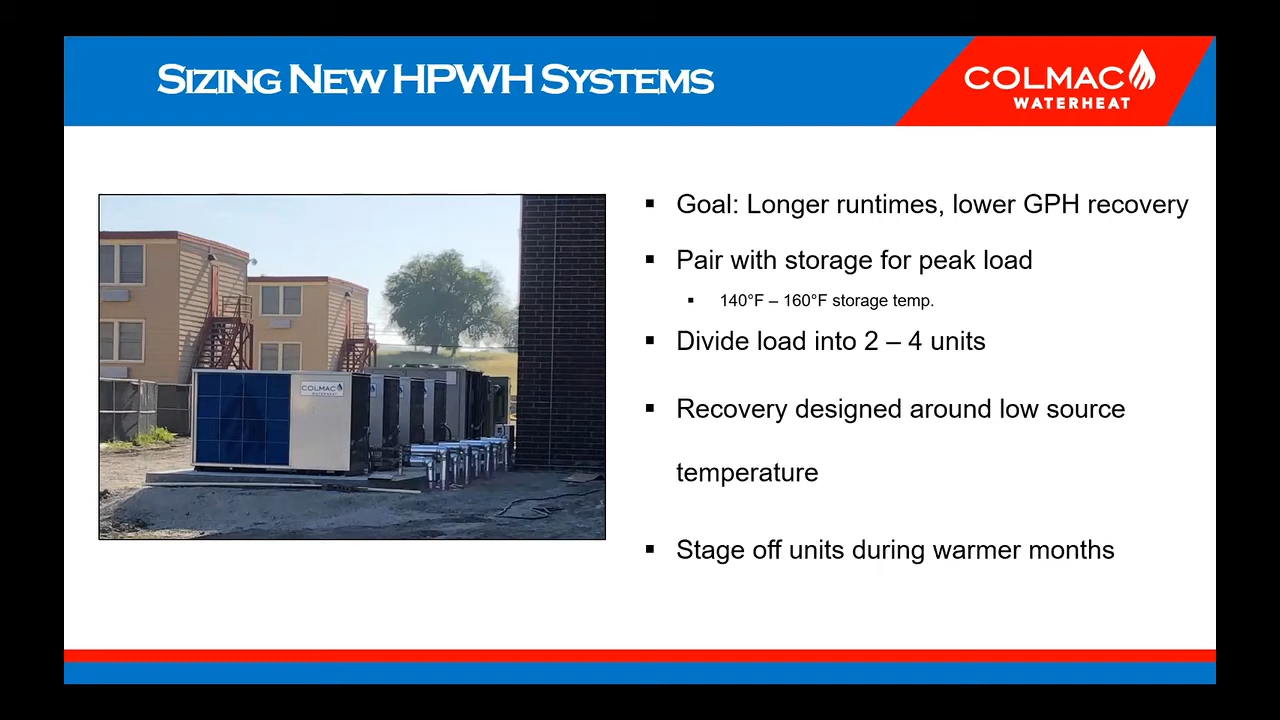 SIZING NEW HPWH SYSTEMS
COLMAC
WATERHEAT
▪ Goal: Longer runtimes, lower GPH recovery
▪ Pair with storage for peak load
▪ 140°F – 160°F storage temp.
▪ Divide load into 2 – 4 units
▪ Recovery designed around low source
temperature
▪ Stage off units during warmer months
COLMAC
WATERHEAT